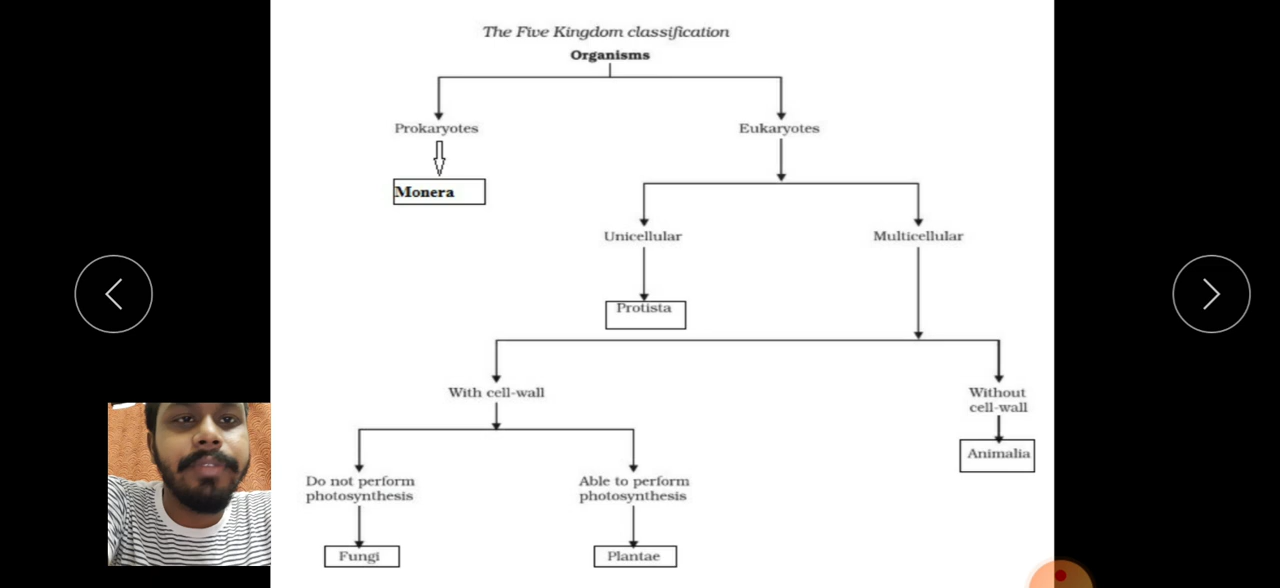 The Five Kingdom classification
Organisms
Prokaryotes
Eukaryotes
Monera
Unicellular
Multicellular
Protista
With cell-wall
Without
cell-wall
Animalia
Do not perform
photosynthesis
Able to perform
photosynthesis
Fungi
Plantae